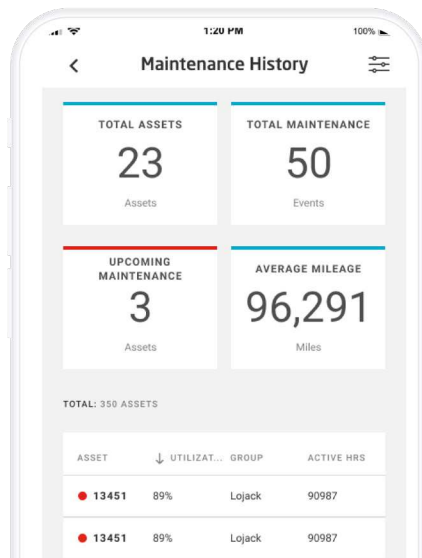 1:20 PM
100%
Maintenance History
TOTAL ASSETS
23
Assets
TOTAL MAINTENANCE
50
Events
UPCOMING
MAINTENANCE
3
Assets
AVERAGE MILEAGE
96,291
Miles
TOTAL: 350 ASSETS
ASSET ↓ UTILIZAT... GROUP ACTIVE HRS
13451 89% Lojack 90987
13451 89% Lojack 90987